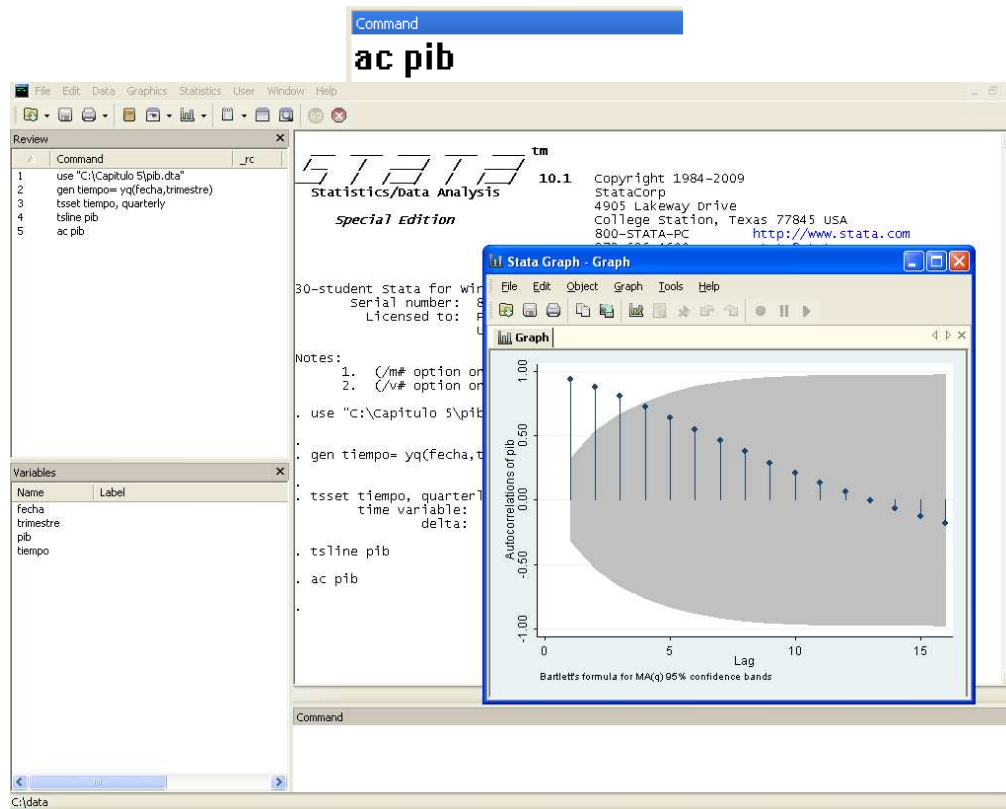 Command
ac pib
File Edit Data Graphics Statistics User Window Help
Review
Command _rc
1 use "C:\Capitulo 5\pib.dta"
2 gen tiempo= yq(fecha,trimestre)
3 tsset tiempo, quarterly
4 tsline pib
5 ac pib
Variables
Name Label
fecha
trimestre
pib
tiempo
tm
STATA 10.1 Copyright 1984-2009
Statistics/Data Analysis StataCorp
4905 Lakeway Drive
Special Edition College Station, Texas 77845 USA
800-STATA-PC http://www.stata.com
30-student Stata for
Serial number: 8
Licensed to:
Notes:
1. (/m# option
2. (/v# option
. use "C:\Capitulo 5\pib
. gen tiempo= yq(fecha,t
. tsset tiempo, quarterl
time variable:
delta:
. tsline pib
. ac pib
.
Stata Graph - Graph
File Edit Object Graph Tools Help
Graph
Autocorrelations of pib
1.00
0.50
0.00
-0.50
-1.00
0 5 10 15
Lag
Bartlett's formula for MA(q) 95% confidence bands
Command
C:\data